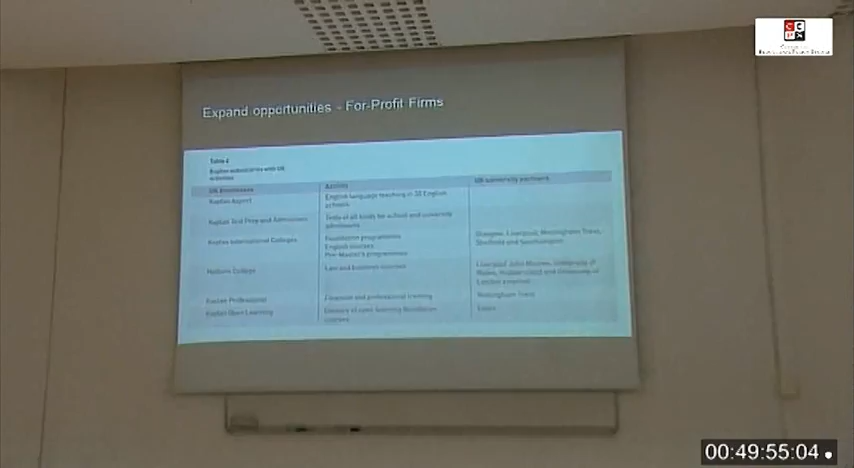 Expand opportunities - For-Profit Firms
Table 4
Kaplan subsidiaries with UK
activities
UK Businesses Activity UK university partners
Kaplan Aspect English language teaching in 38 English
schools
Kaplan Test Prep and Admissions Tests of all kinds for school and university
admissions
Kaplan International Colleges Foundation programmes Glasgow, Liverpool, Nottingham Trent,
English courses Sheffield and Southampton
Pre-Master's programmes
Holborn College Law and business courses Liverpool John Moores, University of
Wales, Huddersfield and University of
London external
Kaplan Professional Financial and professional training Nottingham Trent
Kaplan Open Learning open learning foundation Essex
courses
CC
00:49:55:04